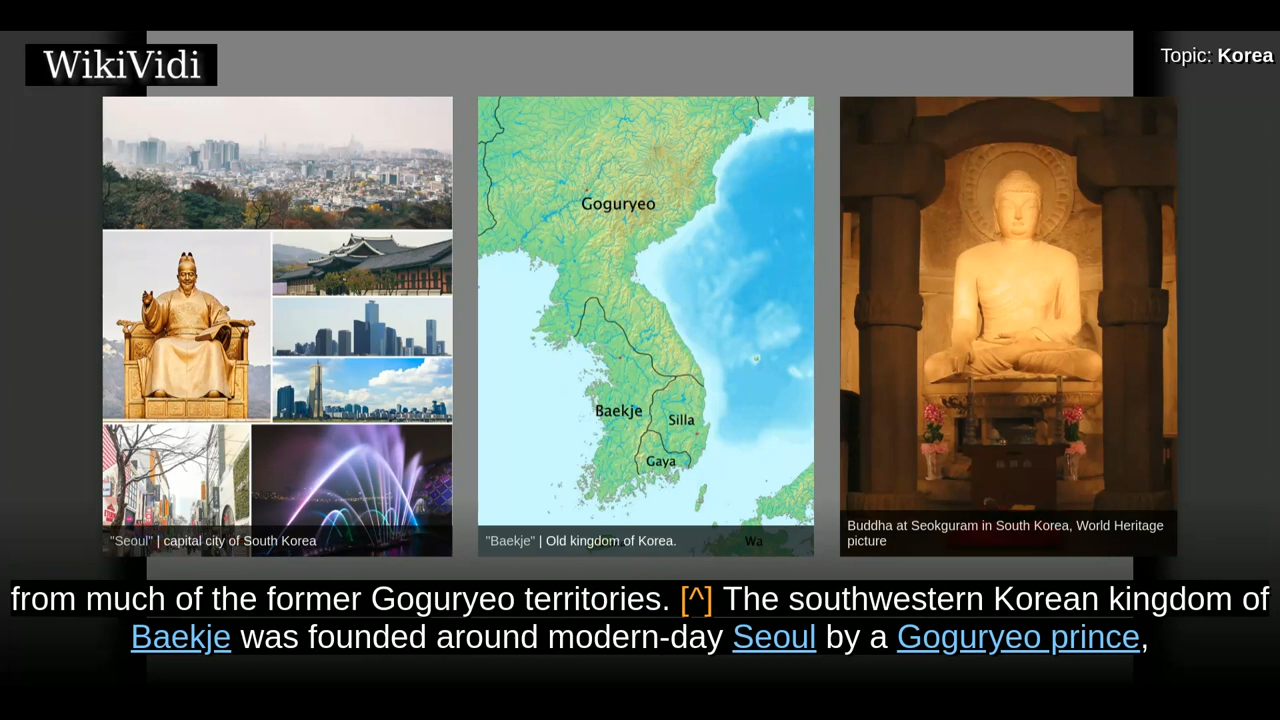 WikiVidi
Topic: Korea
Goguryeo
Baekje
Silla
Gaya
Wa
"Seoul" | capital city of South Korea
"Baekje" | Old kingdom of Korea.
Buddha at Seokguram in South Korea, World Heritage
picture
from much of the former Goguryeo territories. [^] The southwestern Korean kingdom of
Baekje was founded around modern-day Seoul by a Goguryeo prince,